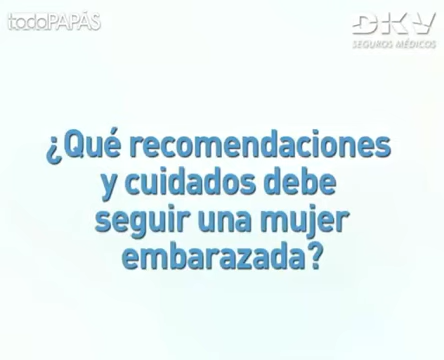 todoPAPÁS
DKV
SEGUROS MÉDICOS
¿Qué recomendaciones
y cuidados debe
seguir una mujer
embarazada?